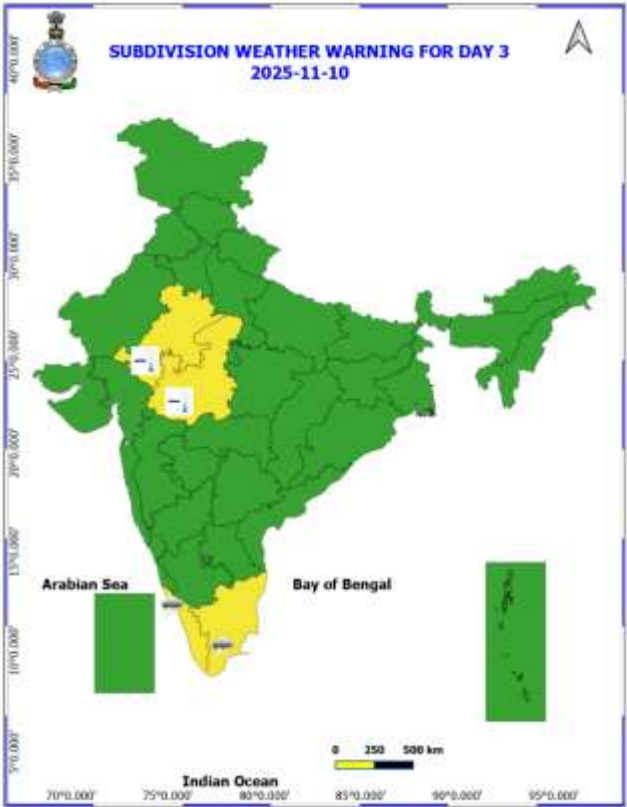 SUBDIVISION WEATHER WARNING FOR DAY 3
2025-11-10
40°0.000'
35°0.000'
30°0.000'
25°0.000'
20°0.000'
15°0.000'
10°0.000'
5°0.000'
Arabian Sea
Bay of Bengal
0 250 500 km
Indian Ocean
70°0.000' 75°0.000' 80°0.000' 85°0.000' 90°0.000' 95°0.000'